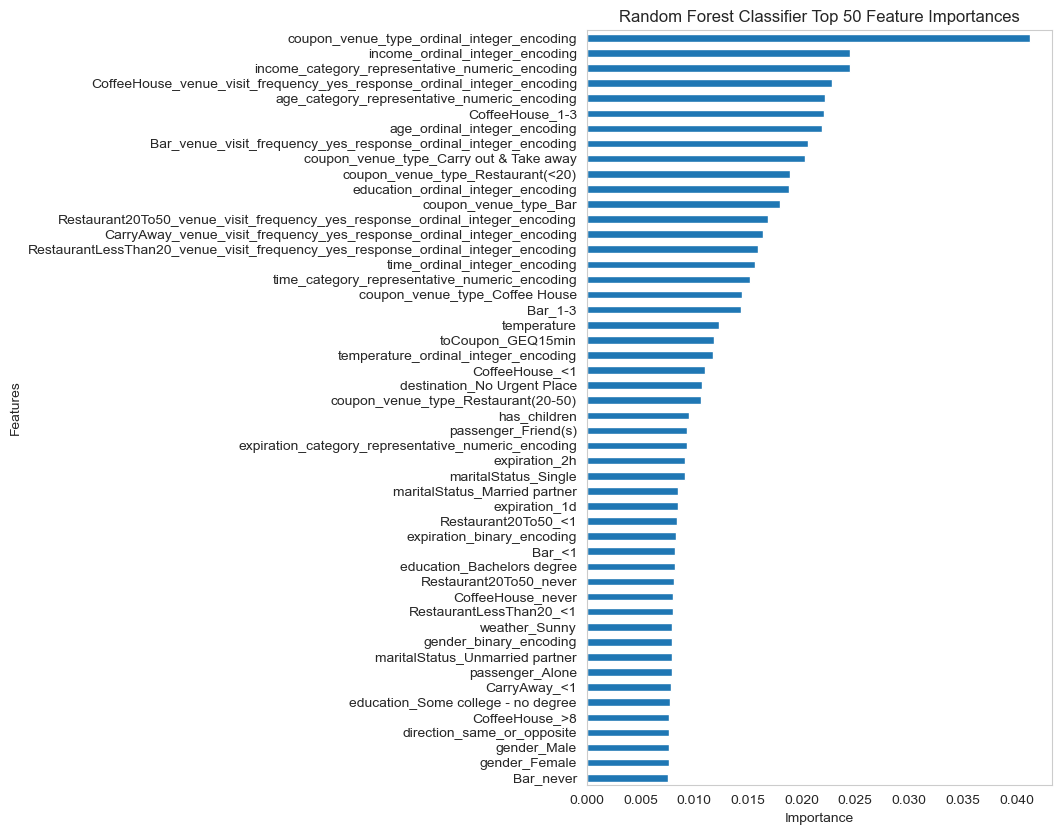 Random Forest Classifier Top 50 Feature Importances
coupon_venue_type_ordinal_integer_encoding
income_ordinal_integer_encoding
income_category_representative_numeric_encoding
CoffeeHouse_venue_visit_frequency_yes_response_ordinal_integer_encoding
age_category_representative_numeric_encoding
CoffeeHouse_1-3
age_ordinal_integer_encoding
Bar_venue_visit_frequency_yes_response_ordinal_integer_encoding
coupon_venue_type_Carry out & Take away
coupon_venue_type_Restaurant(<20)
education_ordinal_integer_encoding
coupon_venue_type_Bar
Restaurant20To50_venue_visit_frequency_yes_response_ordinal_integer_encoding
CarryAway_venue_visit_frequency_yes_response_ordinal_integer_encoding
RestaurantLessThan20_venue_visit_frequency_yes_response_ordinal_integer_encoding
time_ordinal_integer_encoding
time_category_representative_numeric_encoding
coupon_venue_type_Coffee House
Bar_1-3
temperature
toCoupon_GEQ15min
temperature_ordinal_integer_encoding
CoffeeHouse_<1
destination_No Urgent Place
coupon_venue_type_Restaurant(20-50)
has_children
passenger_Friend(s)
expiration_category_representative_numeric_encoding
expiration_2h
maritalStatus_Single
maritalStatus_Married partner
expiration_1d
Restaurant20To50_<1
expiration_binary_encoding
Bar_<1
education_Bachelors degree
Restaurant20To50_never
CoffeeHouse_never
RestaurantLessThan20_<1
weather_Sunny
gender_binary_encoding
maritalStatus_Unmarried partner
passenger_Alone
CarryAway_<1
education_Some college - no degree
CoffeeHouse_>8
direction_same_or_opposite
gender_Male
gender_Female
Bar_never
Features
0.000 0.005 0.010 0.015 0.020 0.025 0.030 0.035 0.040
Importance